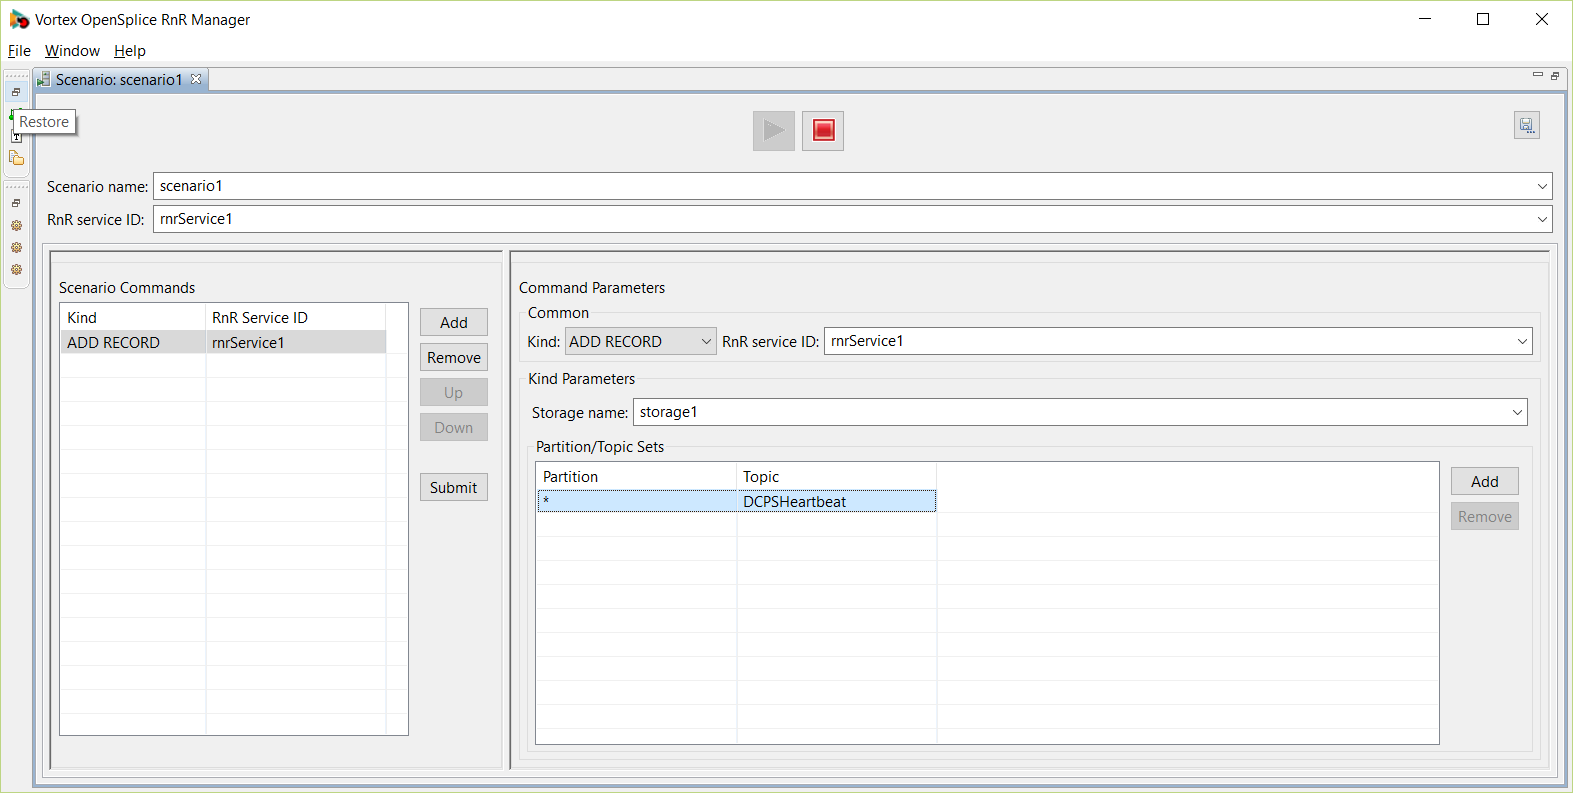 Vortex OpenSplice RnR Manager
File Window Help
Scenario: scenario1
Restore
Scenario name: scenario1
RnR service ID: rnrService1
Scenario Commands
Kind RnR Service ID
ADD RECORD rnrService1
Add
Remove
Up
Down
Submit
Command Parameters
Common
Kind: ADD RECORD RnR service ID: rnrService1
Kind Parameters
Storage name: storage1
Partition/Topic Sets
Partition Topic
* DCPSHeartbeat
Add
Remove